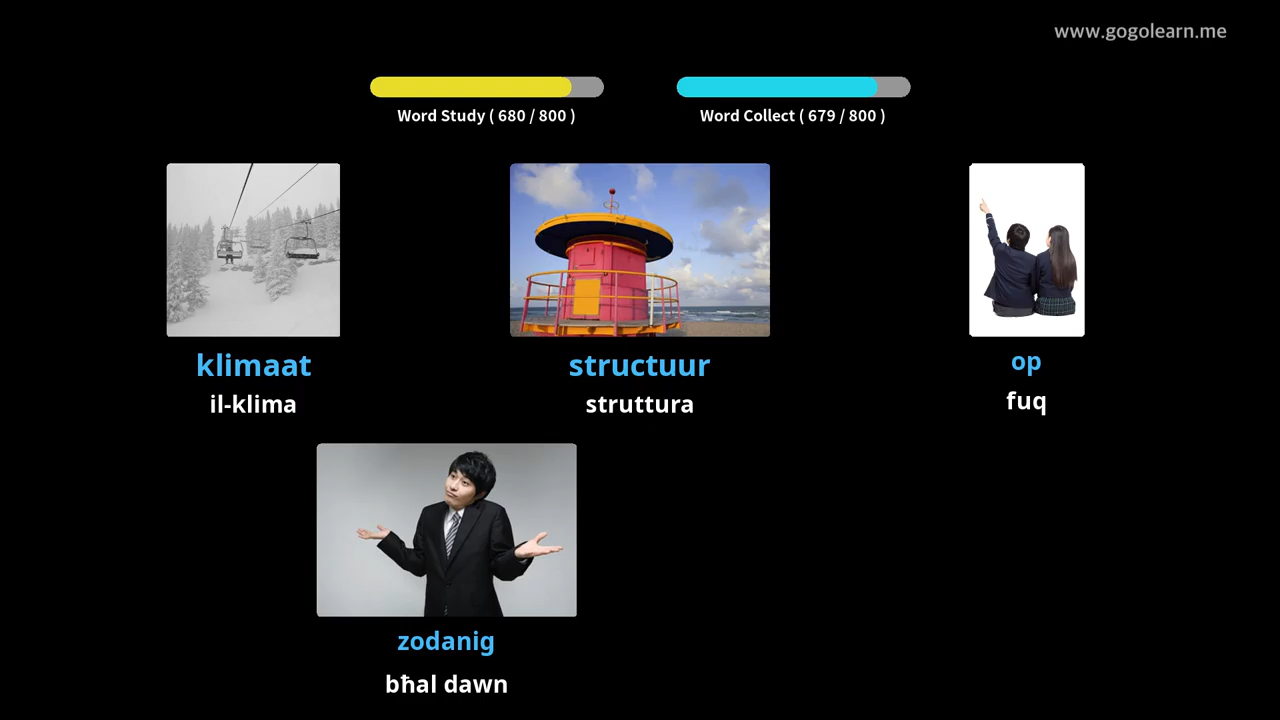 www.gogolearn.me
Word Study ( 680 / 800 )
Word Collect ( 679 / 800 )
klimaat
il-klima
structuur
struttura
op
fuq
zodanig
bħal dawn